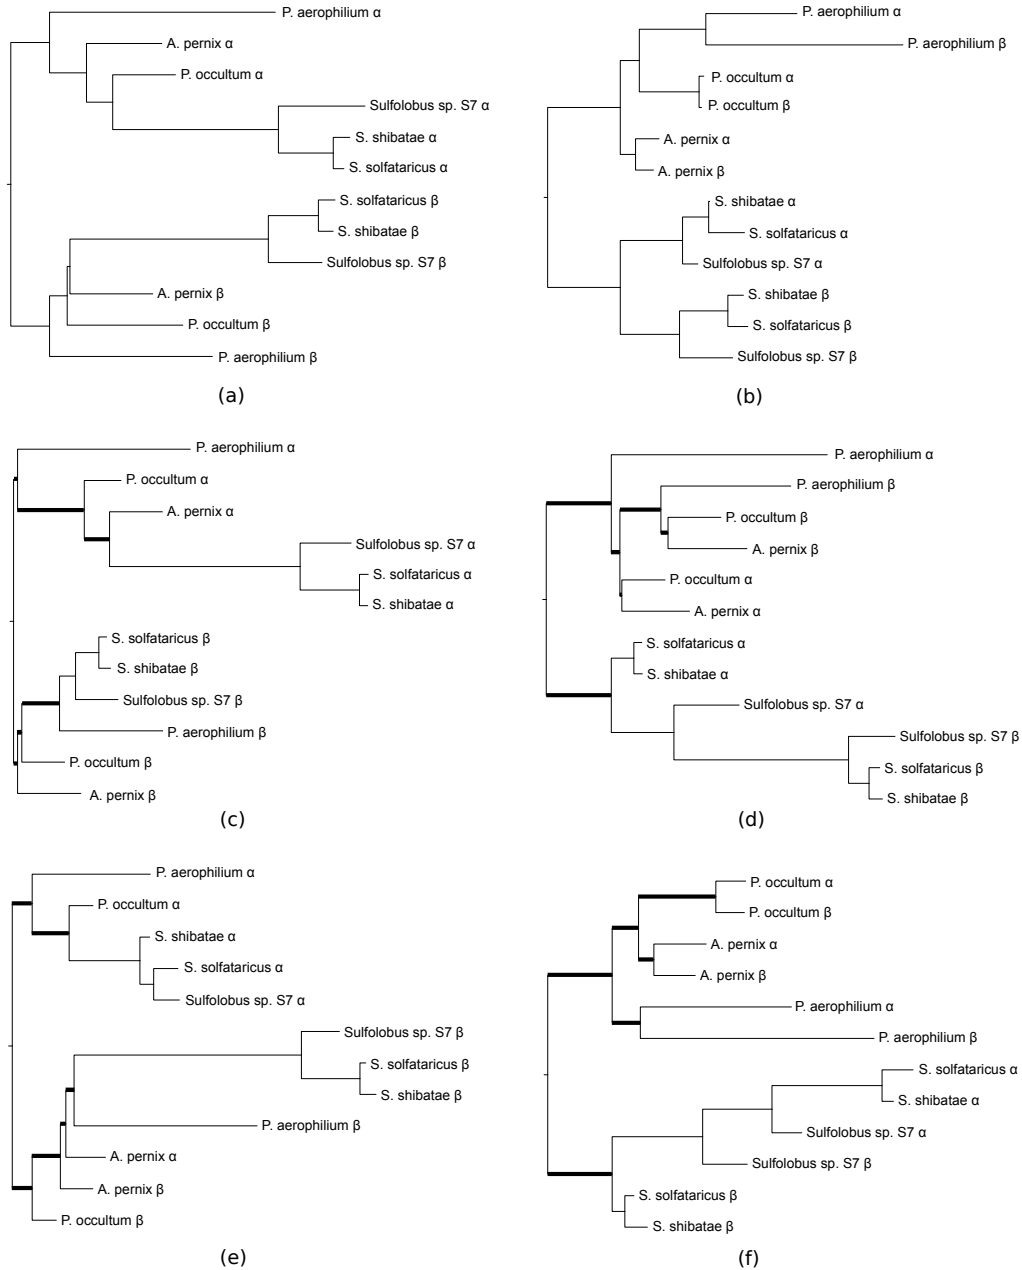 P. aerophilium α
A. pernix α
P. occultum α
Sulfolobus sp. S7 α
S. shibatae α
S. solfataricus α
S. solfataricus β
S. shibatae β
Sulfolobus sp. S7 β
A. pernix β
P. occultum β
P. aerophilium β
(a)
P. aerophilium α
P. aerophilium β
P. occultum α
P. occultum β
A. pernix α
A. pernix β
S. shibatae α
S. solfataricus α
Sulfolobus sp. S7 α
S. shibatae β
S. solfataricus β
Sulfolobus sp. S7 β
(b)
P. aerophilium α
P. occultum α
A. pernix α
Sulfolobus sp. S7 α
S. solfataricus α
S. shibatae α
S. solfataricus β
S. shibatae β
Sulfolobus sp. S7 β
P. aerophilium β
P. occultum β
A. pernix β
(c)
P. aerophilium α
P. aerophilium β
P. occultum β
A. pernix β
P. occultum α
A. pernix α
S. solfataricus α
S. shibatae α
Sulfolobus sp. S7 α
Sulfolobus sp. S7 β
S. solfataricus β
S. shibatae β
(d)
P. aerophilium α
P. occultum α
S. shibatae α
S. solfataricus α
Sulfolobus sp. S7 α
Sulfolobus sp. S7 β
S. solfataricus β
S. shibatae β
P. aerophilium β
A. pernix α
A. pernix β
P. occultum β
(e)
P. occultum α
P. occultum β
A. pernix α
A. pernix β
P. aerophilium α
P. aerophilium β
S. solfataricus α
S. shibatae α
Sulfolobus sp. S7 α
Sulfolobus sp. S7 β
S. solfataricus β
S. shibatae β
(f)